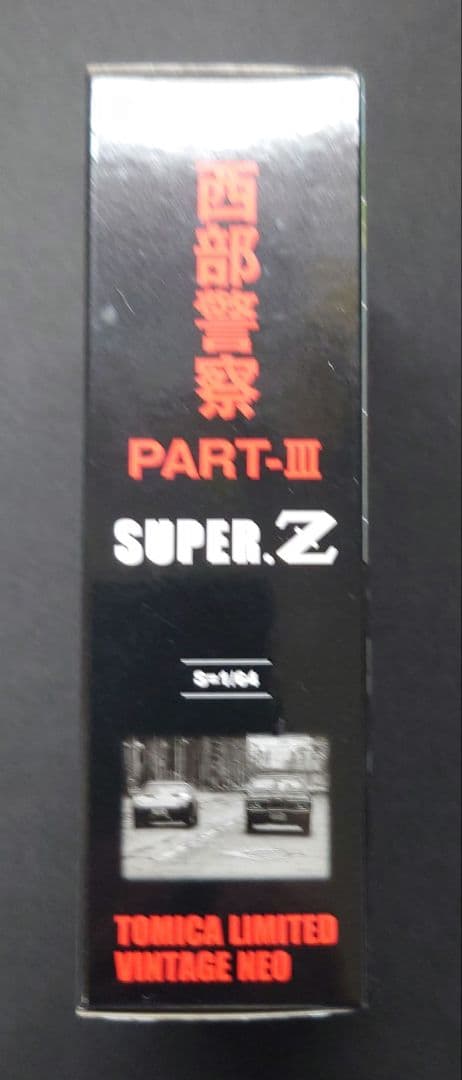 西部警察
PART-III
SUPER.Z
S=1/64
TOMICA LIMITED
VINTAGE NEO